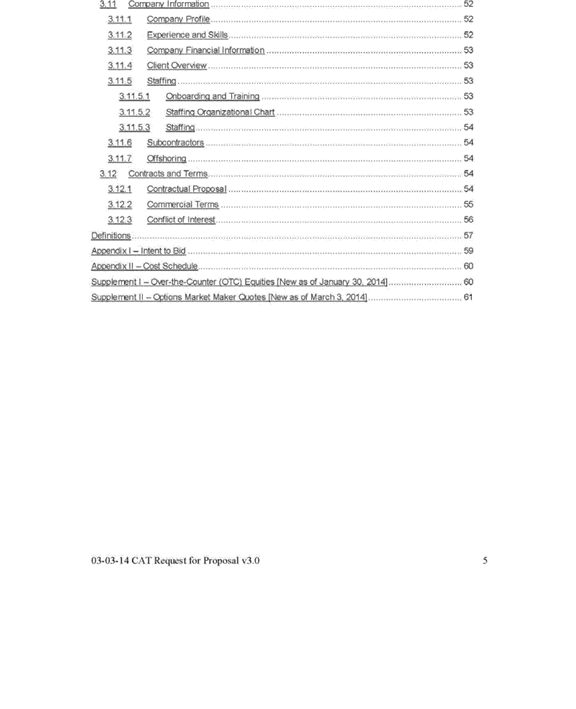 3.11 Company Information 52
3.11.1 Company Profile 52
3.11.2 Experience and Skills 52
3.11.3 Company Financial Information 53
3.11.4 Client Overview 53
3.11.5 Staffing 53
3.11.5.1 Onboarding and Training 53
3.11.5.2 Staffing Organizational Chart 53
3.11.5.3 Staffing 54
3.11.6 Subcontractors 54
3.11.7 Offshoring 54
3.12 Contracts and Terms 54
3.12.1 Contractual Proposal 54
3.12.2 Commercial Terms 55
3.12.3 Conflict of Interest 56
Definitions 57
Appendix I – Intent to Bid 59
Appendix II – Cost Schedule 60
Supplement I – Over-the-Counter (OTC) Equities [New as of January 30, 2014] 60
Supplement II – Options Market Maker Quotes [New as of March 3, 2014] 61
03-03-14 CAT Request for Proposal v3.0 5